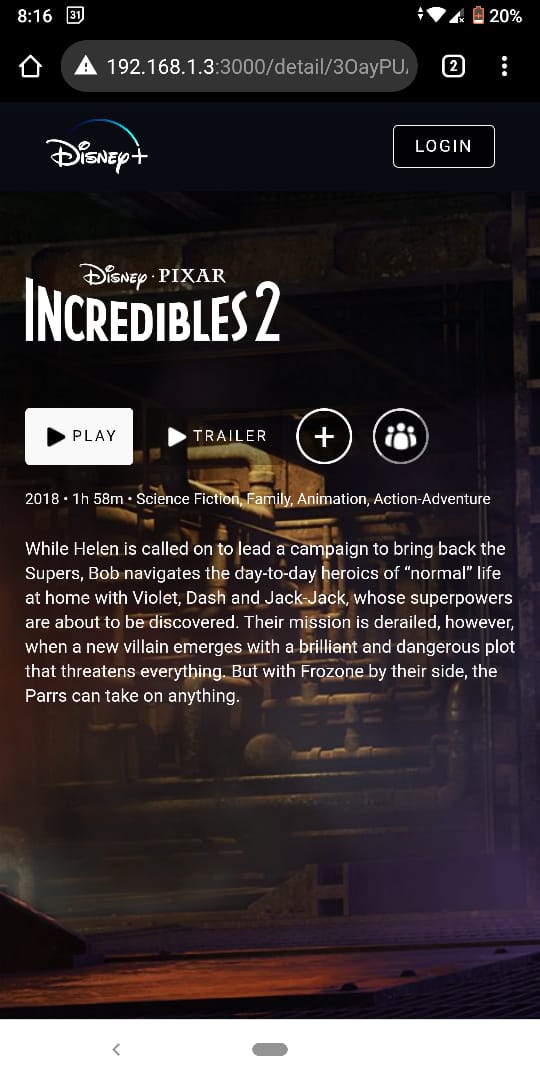 8:16 31 20%
192.168.1.3:3000/detail/3OayPU 2
Disney+ LOGIN
Disney · PIXAR
INCREDIBLES 2
PLAY TRAILER +
2018 • 1h 58m • Science Fiction, Family, Animation, Action-Adventure
While Helen is called on to lead a campaign to bring back the
Supers, Bob navigates the day-to-day heroics of “normal” life
at home with Violet, Dash and Jack-Jack, whose superpowers
are about to be discovered. Their mission is derailed, however,
when a new villain emerges with a brilliant and dangerous plot
that threatens everything. But with Frozone by their side, the
Parrs can take on anything.